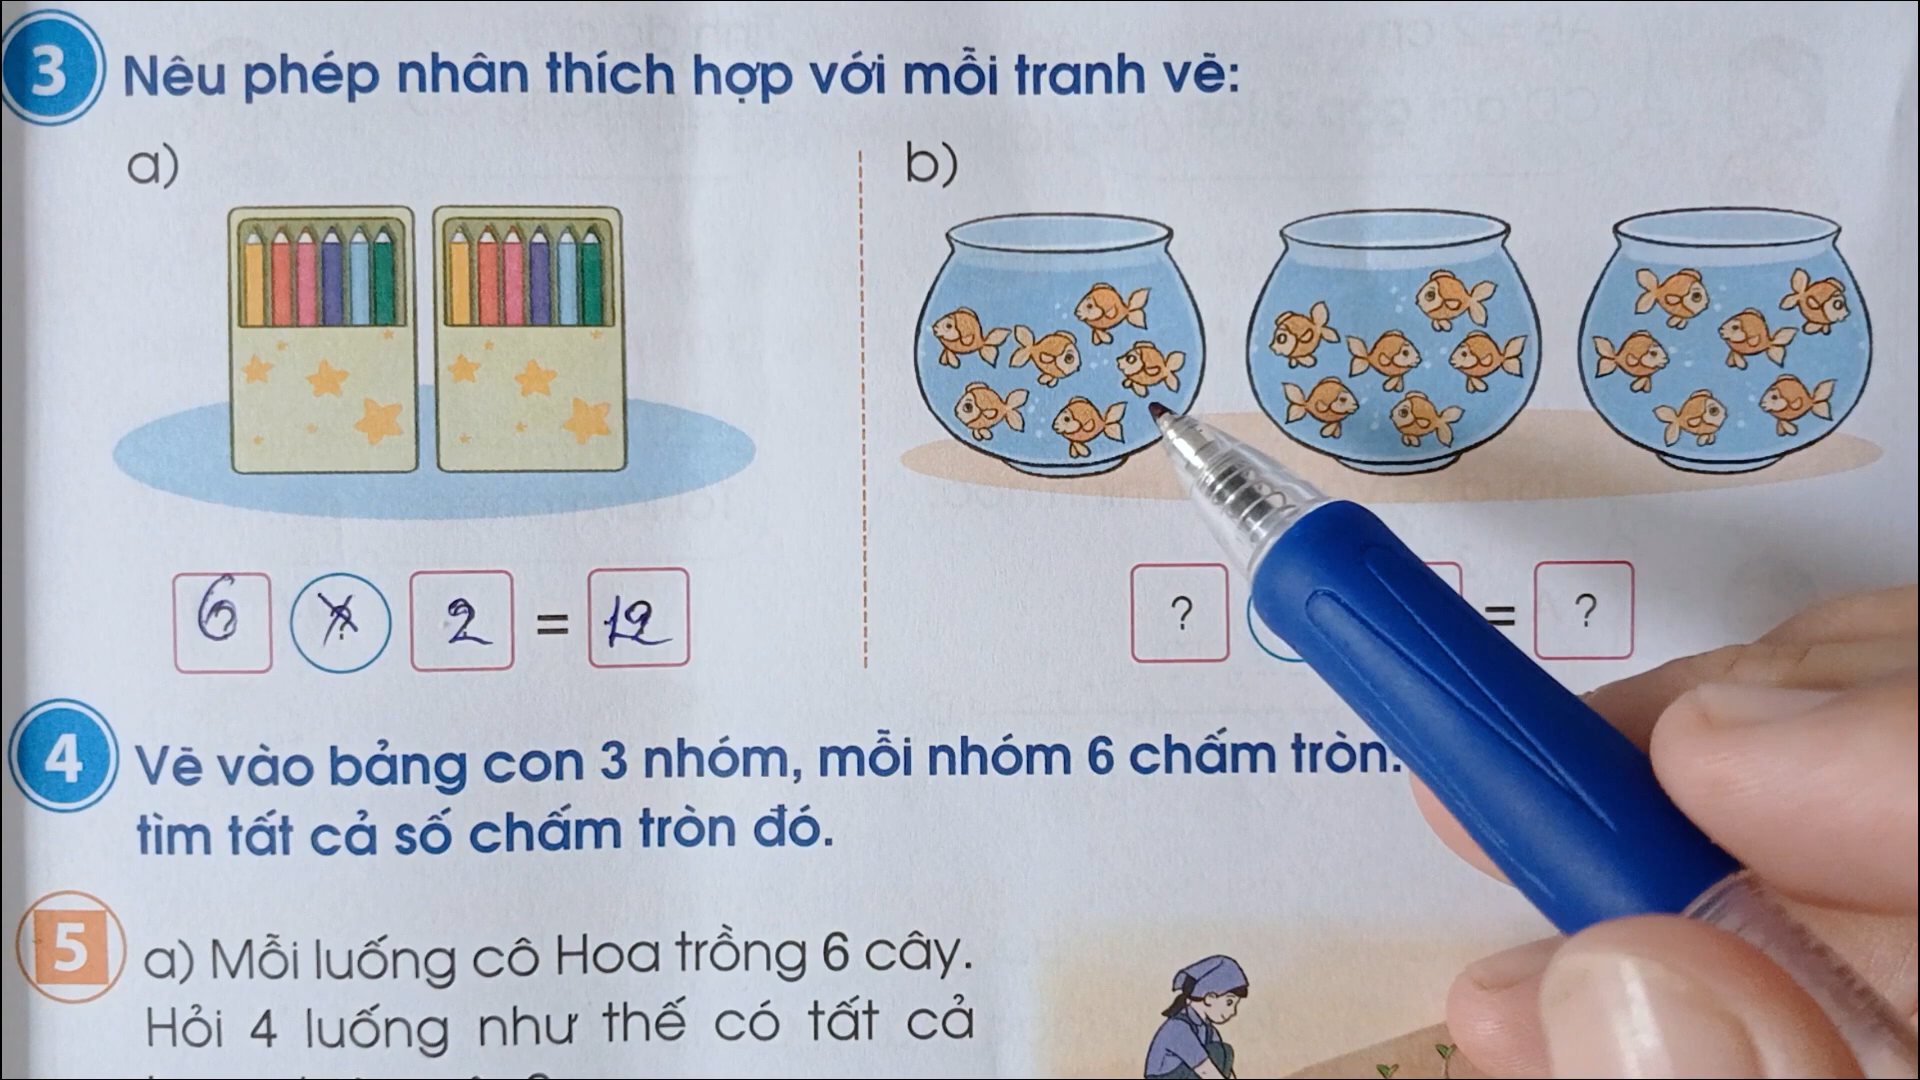 3 Nêu phép nhân thích hợp với mỗi tranh vẽ:
a)
b)
6 x 2 = 12
? = ?
4 Vẽ vào bảng con 3 nhóm, mỗi nhóm 6 chấm tròn.
tìm tất cả số chấm tròn đó.
5 a) Mỗi luống cô Hoa trồng 6 cây.
Hỏi 4 luống như thế có tất cả